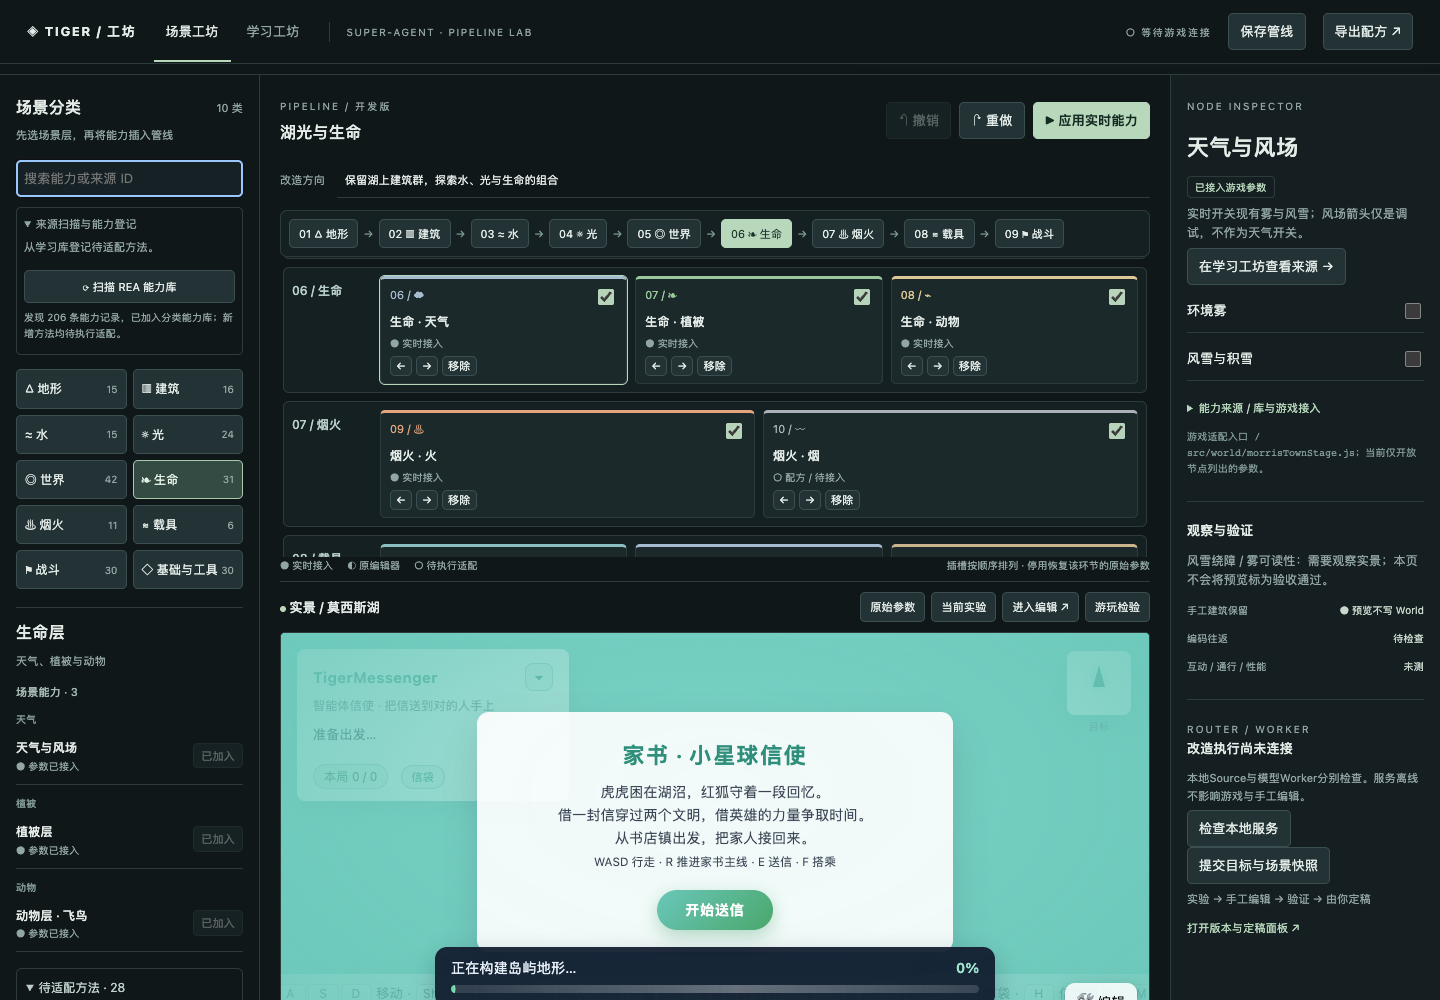 ◈ TIGER / 工坊
场景工坊
学习工坊
SUPER-AGENT · PIPELINE LAB
等待游戏连接
保存管线
导出配方 ↗
场景分类
10 类
先选场景层，再将能力插入管线
搜索能力或来源 ID
▼ 来源扫描与能力登记
从学习库登记待适配方法。
⟳ 扫描 REA 能力库
发现 206 条能力记录，已加入分类能力库；新
增方法均待执行适配。
地形 15
建筑 16
≈ 水 15
光 24
◎ 世界 42
生命 31
烟火 11
载具 6
战斗 30
◇ 基础与工具 30
生命层
天气、植被与动物
场景能力 · 3
天气
天气与风场
● 参数已接入
已加入
植被
植被层
● 参数已接入
已加入
动物
动物层 · 飞鸟
● 参数已接入
已加入
▼ 待适配方法 · 28
PIPELINE / 开发版
湖光与生命
撤销
重做
▶ 应用实时能力
改造方向
保留湖上建筑群，探索水、光与生命的组合
01 地形 → 02 建筑 → 03 ≈ 水 → 04 光 → 05 ◎ 世界 → 06 生命 → 07 烟火 → 08 载具 → 09 战斗
06 / 生命
06 /
生命 · 天气
● 实时接入
← → 移除
07 /
生命 · 植被
● 实时接入
← → 移除
08 /
生命 · 动物
● 实时接入
← → 移除
07 / 烟火
09 /
烟火 · 火
● 实时接入
← → 移除
10 /
烟火 · 烟
○ 配方 / 待接入
← → 移除
08 / 载具
● 实时接入
◐ 原编辑器
○ 待执行适配
插槽按顺序排列 · 停用恢复该环节的原始参数
● 实景 / 莫西斯湖
原始参数
当前实验
进入编辑 ↗
游玩检验
TigerMessenger
智能体信使 · 把信送到对的人手上
准备出发…
本局 0 / 0
信袋
目标
家书 · 小星球信使
虎虎困在湖沼，红狐守着一段回忆。
借一封信穿过两个文明，借英雄的力量争取时间。
从书店镇出发，把家人接回来。
WASD 行走 · R 推进家书主线 · E 送信 · F 搭乘
开始送信
正在构建岛屿地形…
0%
A S D 移动 ·
袋 · H
编辑
NODE INSPECTOR
天气与风场
已接入游戏参数
实时开关现有雾与风雪；风场箭头仅是调
试，不作为天气开关。
在学习工坊查看来源 →
环境雾
风雪与积雪
▶ 能力来源 / 库与游戏接入
游戏适配入口 /
src/world/morrisTownStage.js；当前仅开放
节点列出的参数。
观察与验证
风雪绕障 / 雾可读性：需要观察实景；本页
不会将预览标为验收通过。
手工建筑保留
● 预览不写 World
编码往返
待检查
互动 / 通行 / 性能
未测
ROUTER / WORKER
改造执行尚未连接
本地Source与模型Worker分别检查。服务离线
不影响游戏与手工编辑。
检查本地服务
提交目标与场景快照
实验 → 手工编辑 → 验证 → 由你定稿
打开版本与定稿面板 ↗